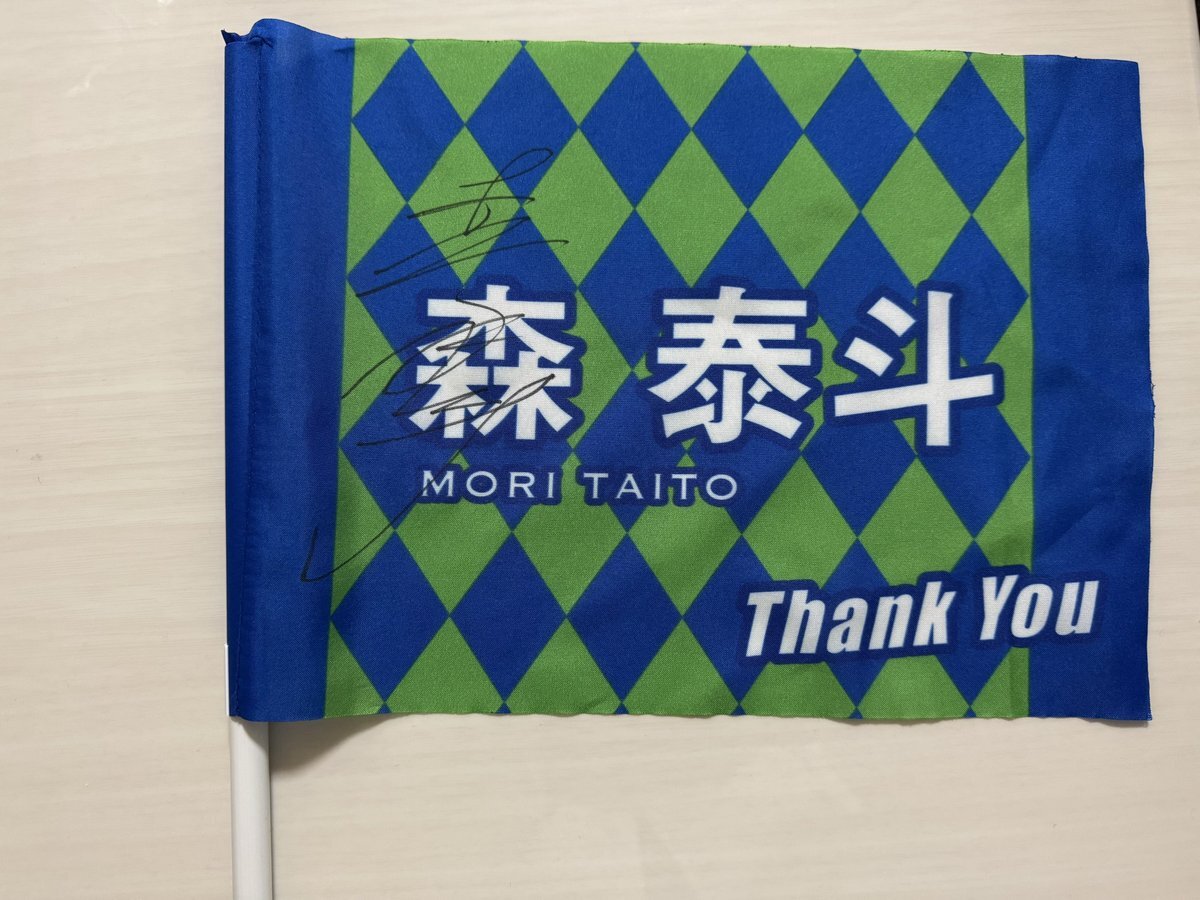 森 泰斗
MORI TAITO
Thank You